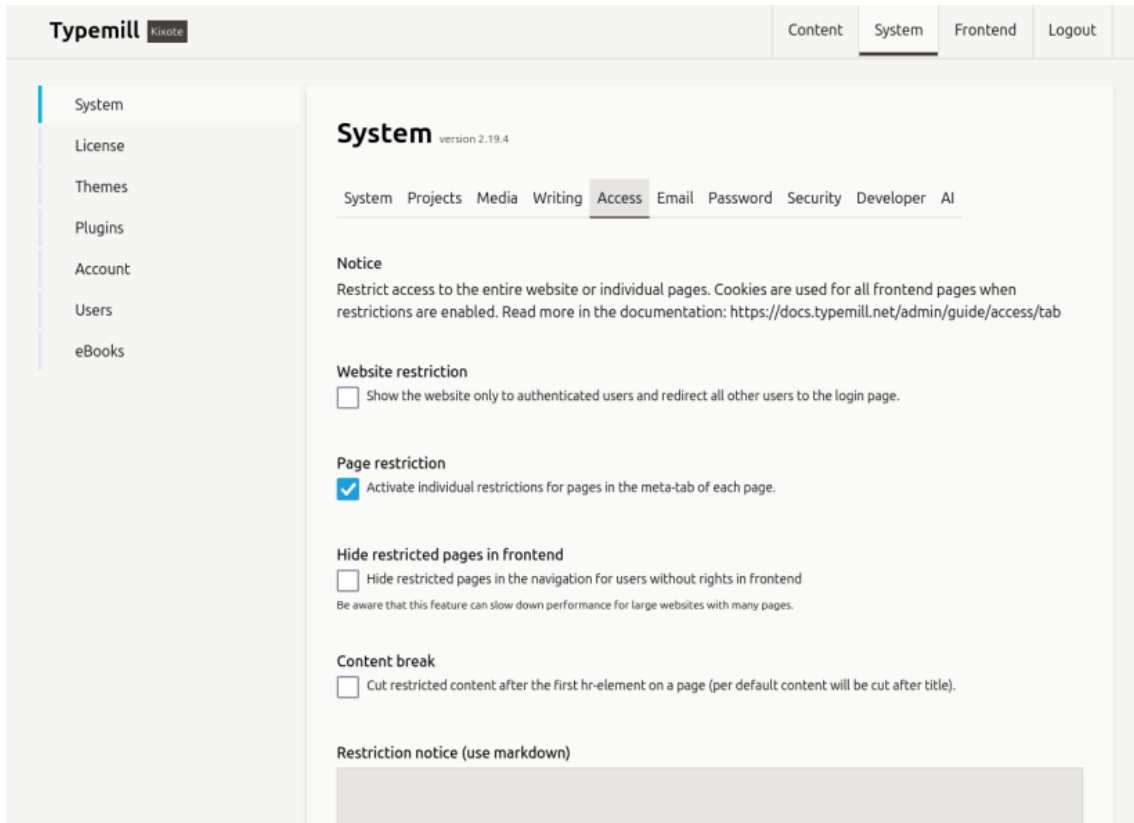 Typemill Kixote
Content System Frontend Logout
System
License
Themes
Plugins
Account
Users
eBooks
System version 2.19.4
System Projects Media Writing Access Email Password Security Developer AI
Notice
Restrict access to the entire website or individual pages. Cookies are used for all frontend pages when
restrictions are enabled. Read more in the documentation: https://docs.typemill.net/admin/guide/access/tab
Website restriction
Show the website only to authenticated users and redirect all other users to the login page.
Page restriction
Activate individual restrictions for pages in the meta-tab of each page.
Hide restricted pages in frontend
Hide restricted pages in the navigation for users without rights in frontend
Be aware that this feature can slow down performance for large websites with many pages.
Content break
Cut restricted content after the first hr-element on a page (per default content will be cut after title).
Restriction notice (use markdown)